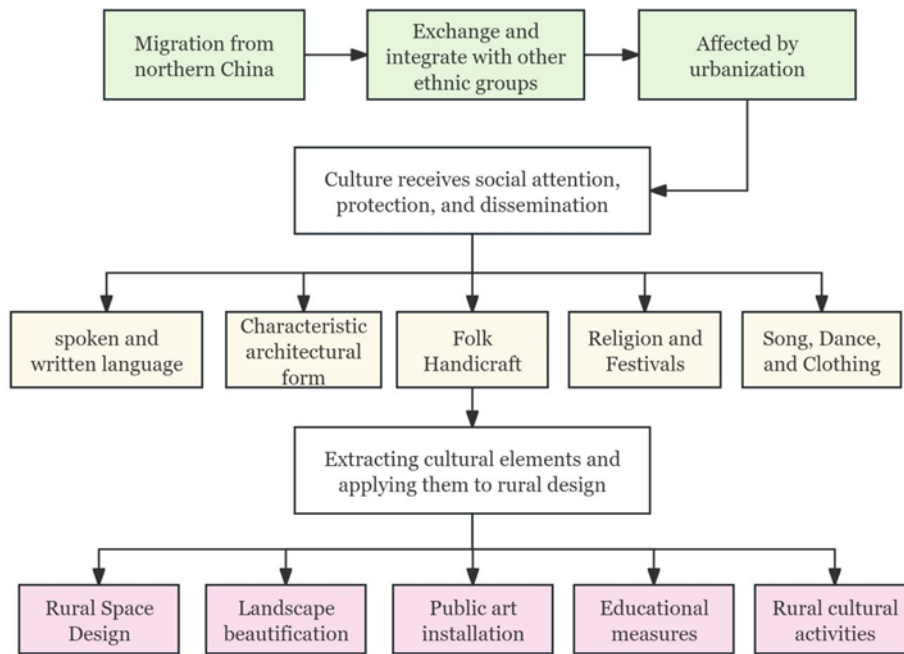 Migration from
northern China
Exchange and
integrate with other
ethnic groups
Affected by
urbanization
Culture receives social attention,
protection, and dissemination
spoken and
written language
Characteristic
architectural
form
Folk
Handicraft
Religion and
Festivals
Song, Dance,
and Clothing
Extracting cultural elements and
applying them to rural design
Rural Space
Design
Landscape
beautification
Public art
installation
Educational
measures
Rural cultural
activities